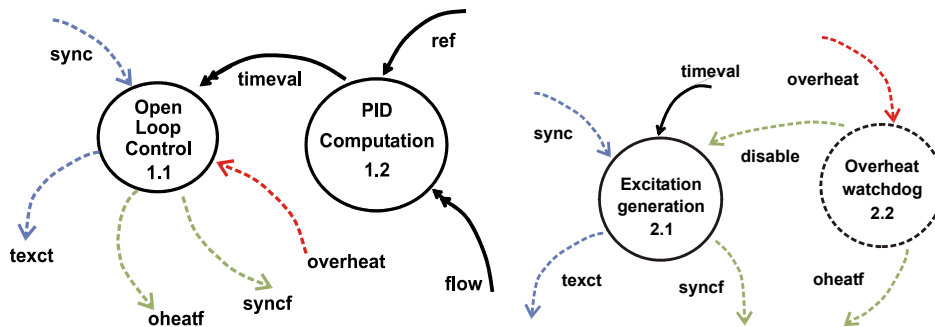 ref
sync
timeval
Open
Loop
Control
1.1
PID
Computation
1.2
texct
oheatf
syncf
overheat
flow
timeval
overheat
sync
disable
Excitation
generation
2.1
Overheat
watchdog
2.2
texct
syncf
oheatf